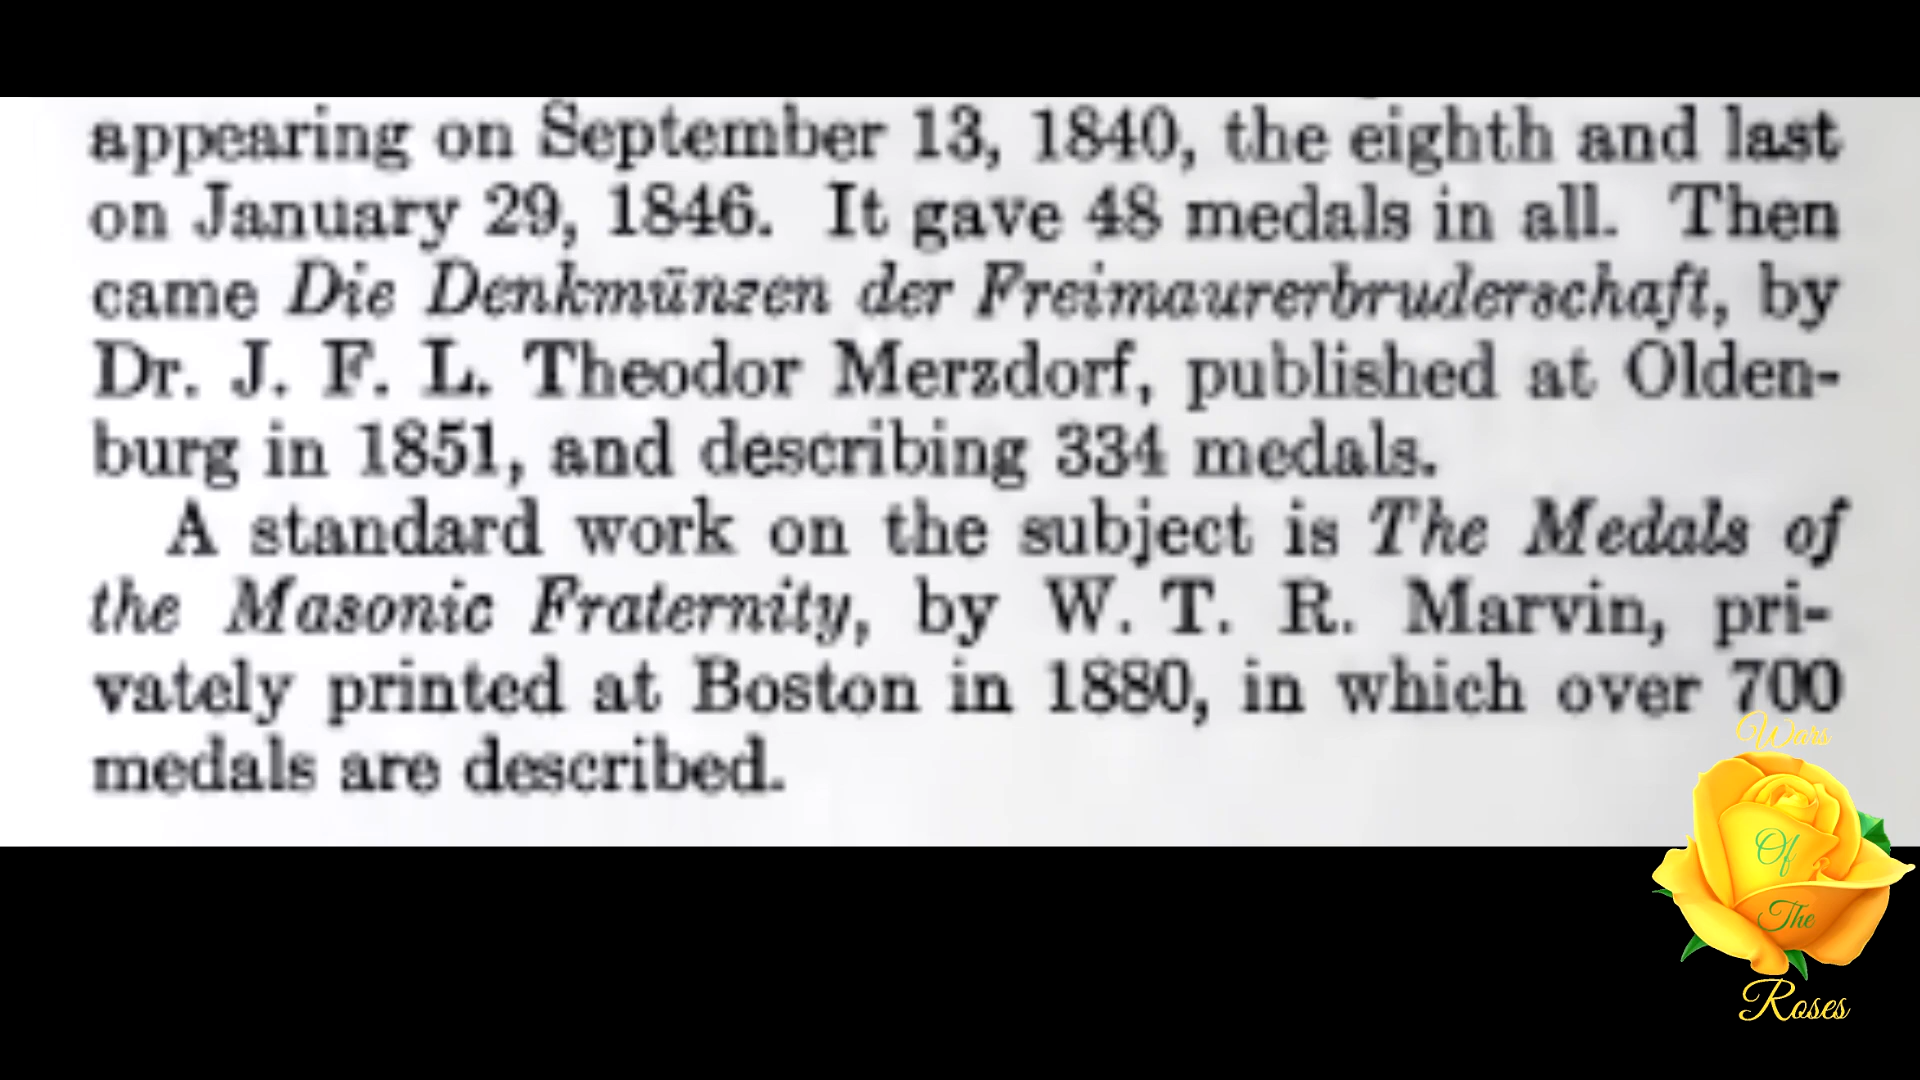 appearing on September 13, 1840, the eighth and last
on January 29, 1846. It gave 48 medals in all. Then
came Die Denkmünzen der Freimaurerbruderschaft, by
Dr. J. F. L. Theodor Merzdorf, published at Olden-
burg in 1851, and describing 334 medals.
A standard work on the subject is The Medals of
the Masonic Fraternity, by W. T. R. Marvin, pri-
vately printed at Boston in 1880, in which over 700
medals are described.
Wars
Of
The
Roses